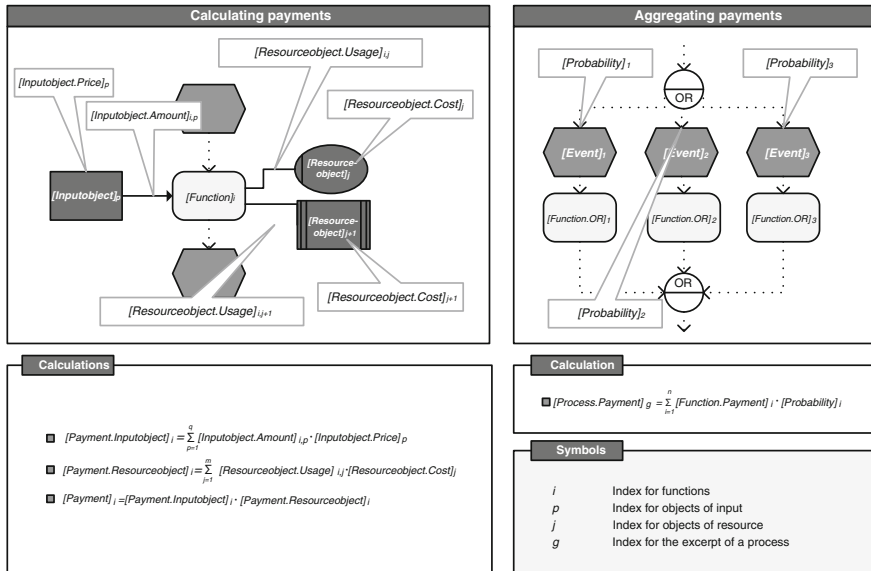 Calculating payments
[Resourceobject.Usage] i,j
[Inputobject.Price]p
[Resourceobject.Cost]j
[Inputobject.Amount]i,p
[Resource-
object]j
[Inputobject]p
[Function]i
[Resource-
object]j+1
[Resourceobject.Usage] i,j+1
[Resourceobject.Cost]j+1
Aggregating payments
[Probability]1
[Probability]3
OR
[Event]1
[Event]2
[Event]3
[Function.OR]1
[Function.OR]2
[Function.OR]3
OR
[Probability]2
Calculations
[Payment.Inputobject] i = q Σ p=1 [Inputobject.Amount] i,p · [Inputobject.Price] p
[Payment.Resourceobject] i = m Σ j=1 [Resourceobject.Usage] i,j · [Resourceobject.Cost]j
[Payment] i =[Payment.Inputobject] i · [Payment.Resourceobject] i
Calculation
[Process.Payment] g = n Σ i=1 [Function.Payment] i · [Probability] i
Symbols
i Index for functions
p Index for objects of input
j Index for objects of resource
g Index for the excerpt of a process